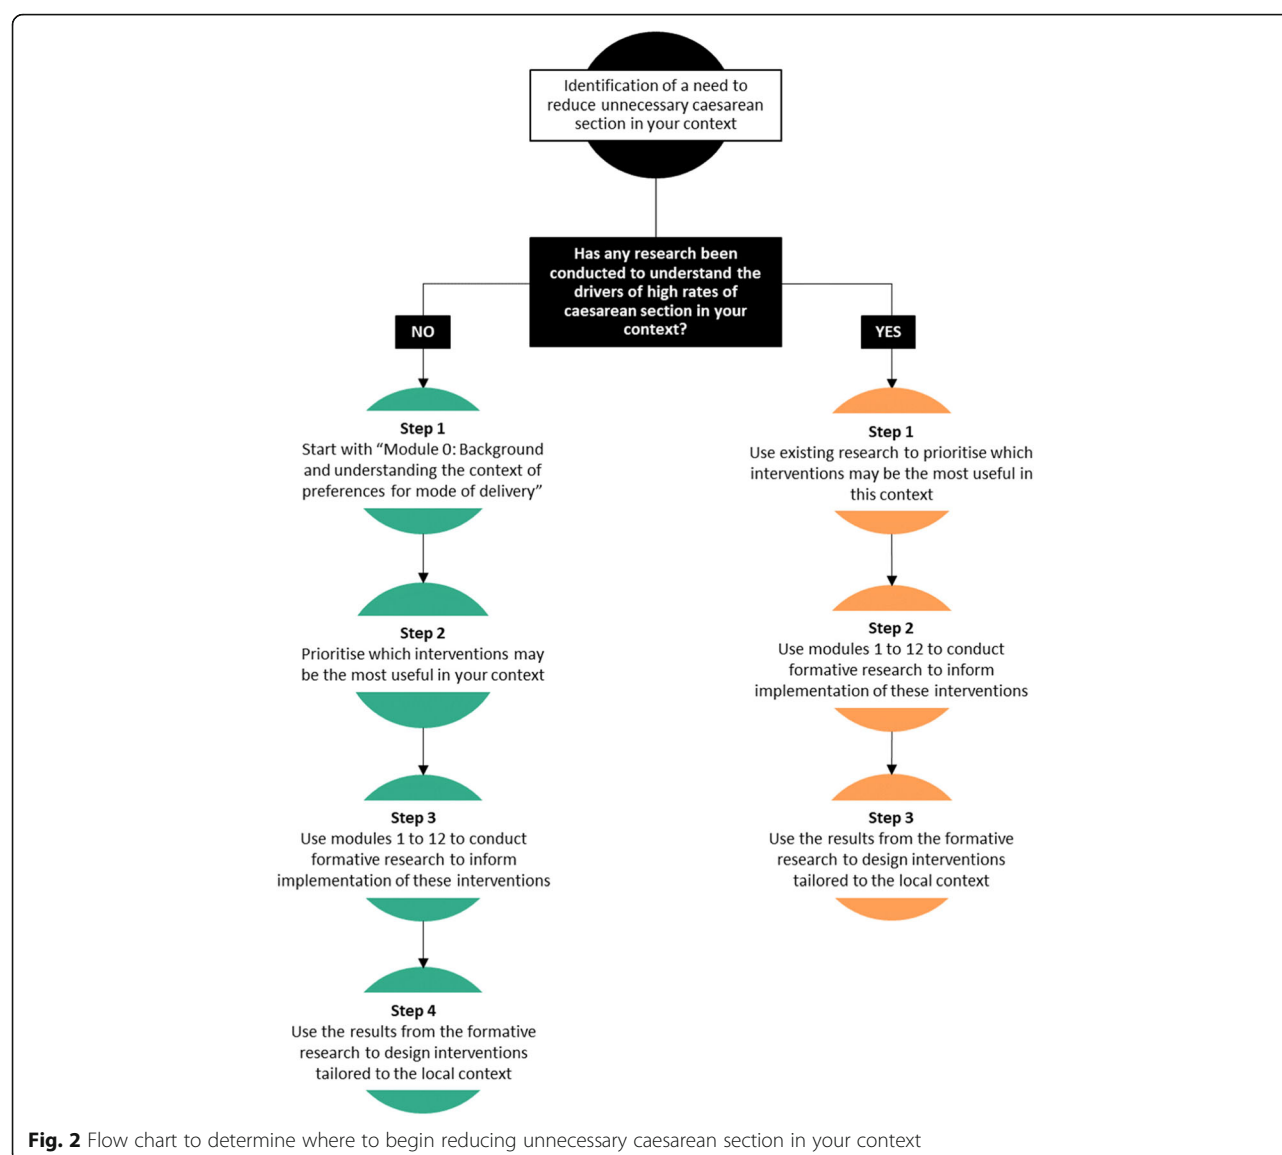 Identification of a need to
reduce unnecessary caesarean
section in your context
Has any research been
conducted to understand the
drivers of high rates of
caesarean section in your
context?
NO
YES
Step 1
Start with “Module 0: Background
and understanding the context of
preferences for mode of delivery”
Step 2
Prioritise which interventions may
be the most useful in your context
Step 3
Use modules 1 to 12 to conduct
formative research to inform
implementation of these interventions
Step 4
Use the results from the formative
research to design interventions
tailored to the local context
Step 1
Use existing research to prioritise which
interventions may be the most useful in
this context
Step 2
Use modules 1 to 12 to conduct
formative research to inform
implementation of these interventions
Step 3
Use the results from the formative
research to design interventions
tailored to the local context
Fig. 2 Flow chart to determine where to begin reducing unnecessary caesarean section in your context